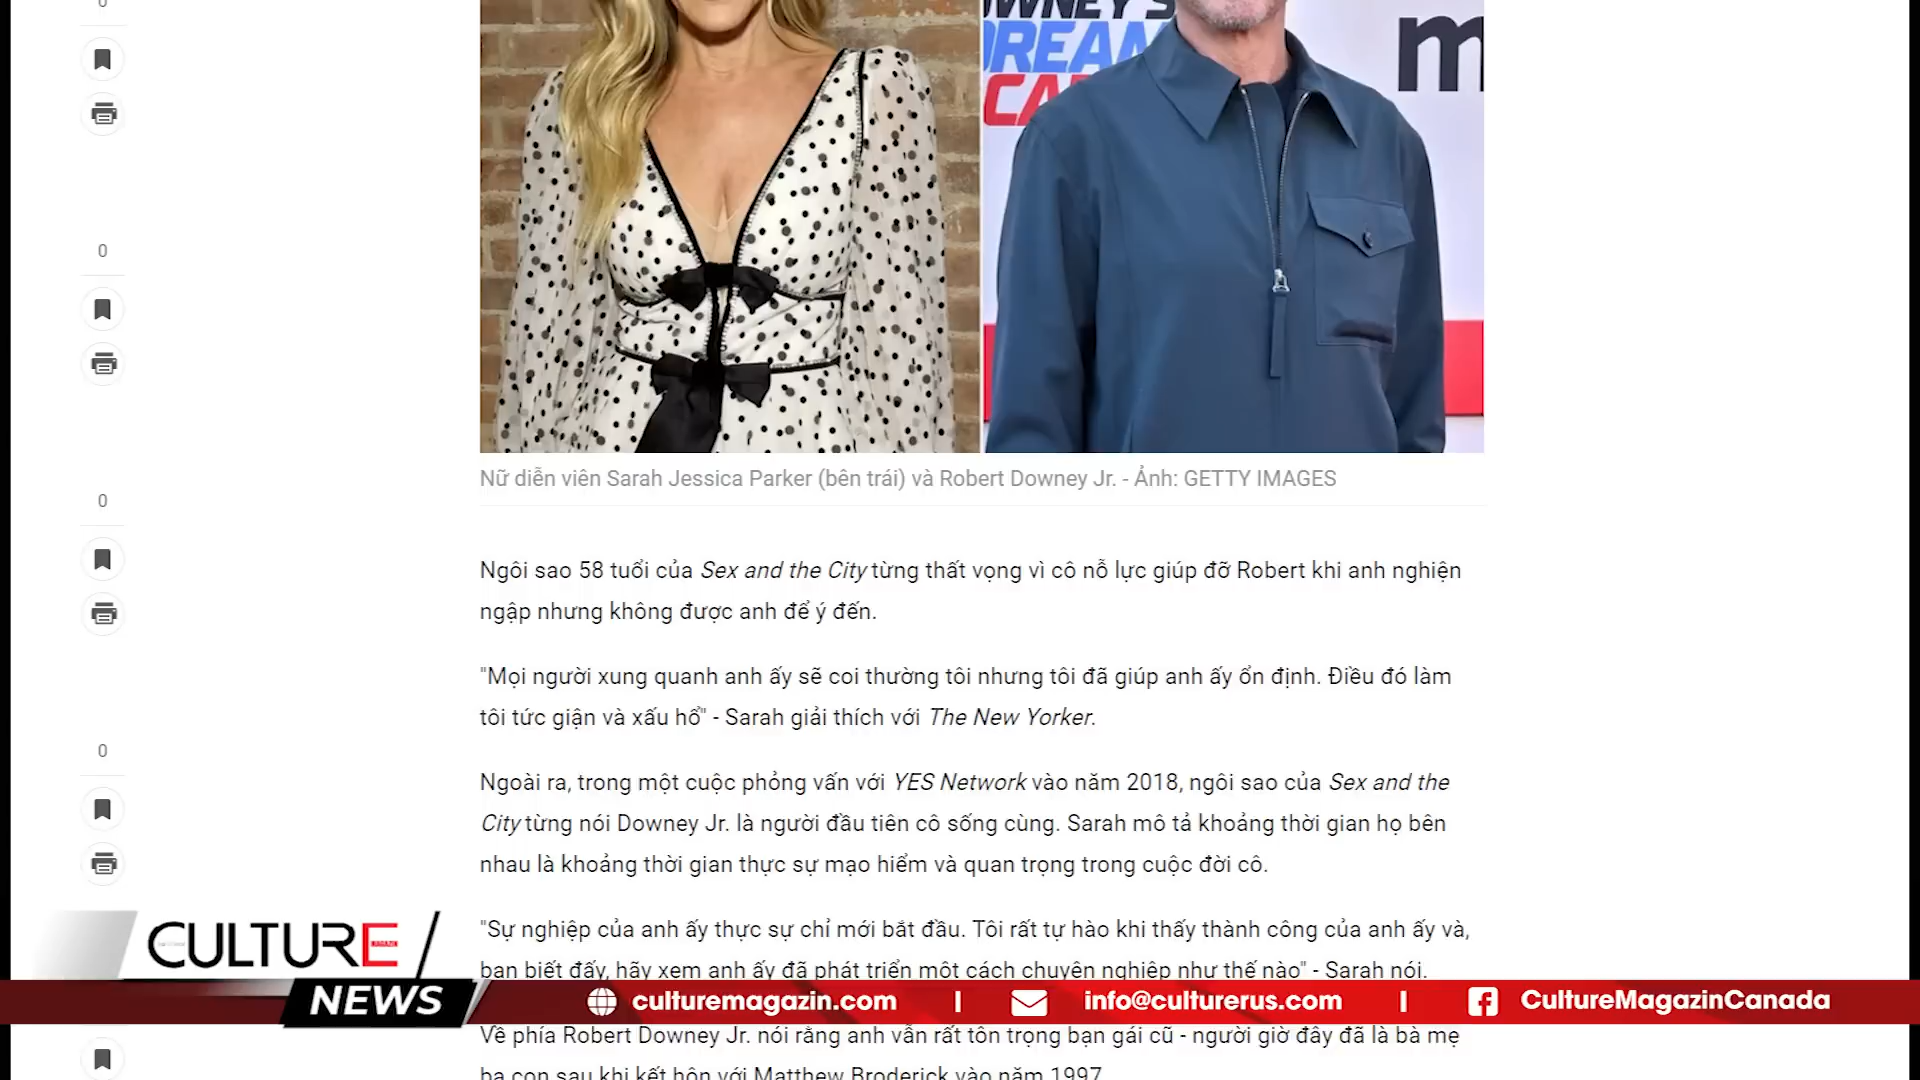 0
OWNEY'S
DREAM
CA
m
0
Nữ diễn viên Sarah Jessica Parker (bên trái) và Robert Downey Jr. - Ảnh: GETTY IMAGES
0
Ngôi sao 58 tuổi của Sex and the City từng thất vọng vì cô nỗ lực giúp đỡ Robert khi anh nghiện
ngập nhưng không được anh để ý đến.
"Mọi người xung quanh anh ấy sẽ coi thường tôi nhưng tôi đã giúp anh ấy ổn định. Điều đó làm
tôi tức giận và xấu hổ" - Sarah giải thích với The New Yorker.
0
Ngoài ra, trong một cuộc phỏng vấn với YES Network vào năm 2018, ngôi sao của Sex and the
City từng nói Downey Jr. là người đầu tiên cô sống cùng. Sarah mô tả khoảng thời gian họ bên
nhau là khoảng thời gian thực sự mạo hiểm và quan trọng trong cuộc đời cô.
"Sự nghiệp của anh ấy thực sự chỉ mới bắt đầu. Tôi rất tự hào khi thấy thành công của anh ấy và,
bạn biết đấy, hãy xem anh ấy đã phát triển một cách chuyên nghiệp như thế nào" - Sarah nói.
CULTURE
NEWS
culturemagazin.com | info@culturerus.com | CultureMagazinCanada
Về phía Robert Downey Jr. nói rằng anh vẫn rất tôn trọng bạn gái cũ - người giờ đây đã là bà mẹ
ba con sau khi kết hôn với Matthew Broderick vào năm 1997.